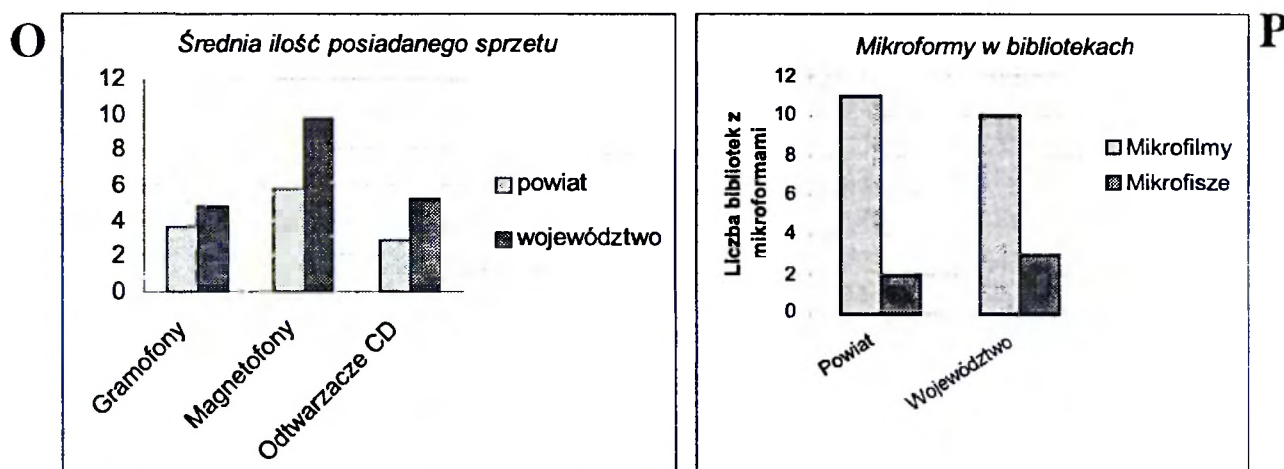 O
Średnia ilość posiadanego sprzetu
12
10
8
6
4
2
0
Gramofony
Magnetofony
Odtwarzacze CD
powiat
województwo
P
Mikroformy w bibliotekach
Liczba bibliotek z
mikroformami
12
10
8
6
4
2
0
Powiat
Województwo
Mikrofilmy
Mikrofisze